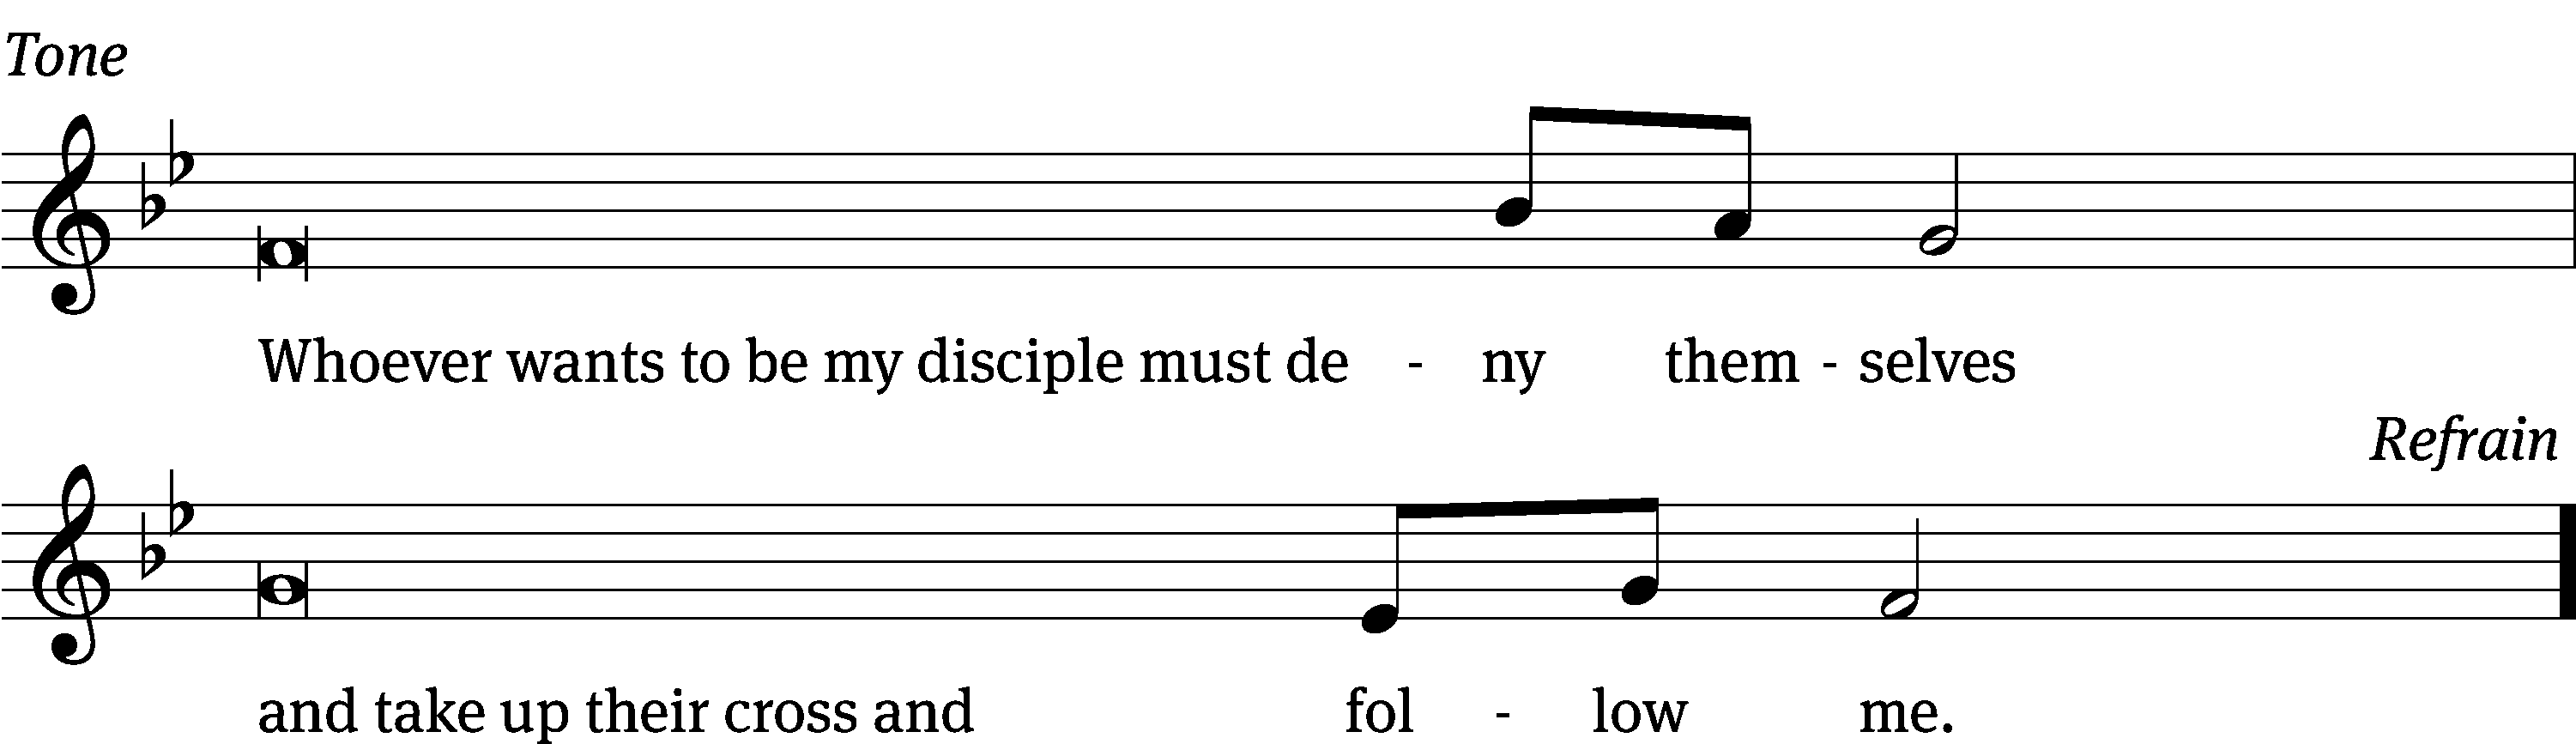 Tone
Whoever wants to be my disciple must de - ny them - selves
Refrain
and take up their cross and fol - low me.